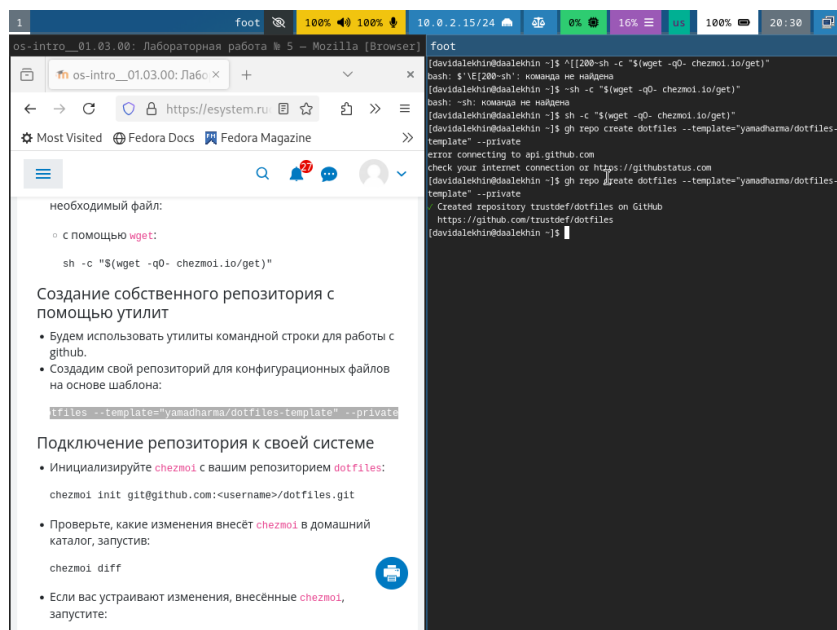 1
foot
100% 100%
10.0.2.15/24
0%
16%
us
100%
20:30
os-intro__01.03.00: Лабораторная работа № 5 — Mozilla [Browser]
os-intro__01.03.00: Лабо
https://esystem.ru
Most Visited Fedora Docs Fedora Magazine
27
необходимый файл:
с помощью wget:
sh -c "$(wget -qO- chezmoi.io/get)"
Создание собственного репозитория с
помощью утилит
• Будем использовать утилиты командной строки для работы с
github.
• Создадим свой репозиторий для конфигурационных файлов
на основе шаблона:
tfiles --template="yamadharma/dotfiles-template" --private
Подключение репозитория к своей системе
• Инициализируйте chezmoi с вашим репозиторием dotfiles:
chezmoi init git@github.com:<username>/dotfiles.git
• Проверьте, какие изменения внесёт chezmoi в домашний
каталог, запустив:
chezmoi diff
• Если вас устраивают изменения, внесённые chezmoi,
запустите:
foot
[davidalekhin@daalekhin ~]$ ^[[200~sh -c "$(wget -qO- chezmoi.io/get)"
bash: $'\E[200~sh': команда не найдена
[davidalekhin@daalekhin ~]$ ~sh -c "$(wget -qO- chezmoi.io/get)"
bash: ~sh: команда не найдена
[davidalekhin@daalekhin ~]$ sh -c "$(wget -qO- chezmoi.io/get)"
[davidalekhin@daalekhin ~]$ gh repo create dotfiles --template="yamadharma/dotfiles-
template" --private
error connecting to api.github.com
check your internet connection or https://githubstatus.com
[davidalekhin@daalekhin ~]$ gh repo create dotfiles --template="yamadharma/dotfiles-
template" --private
✓ Created repository trustdef/dotfiles on GitHub
https://github.com/trustdef/dotfiles
[davidalekhin@daalekhin ~]$